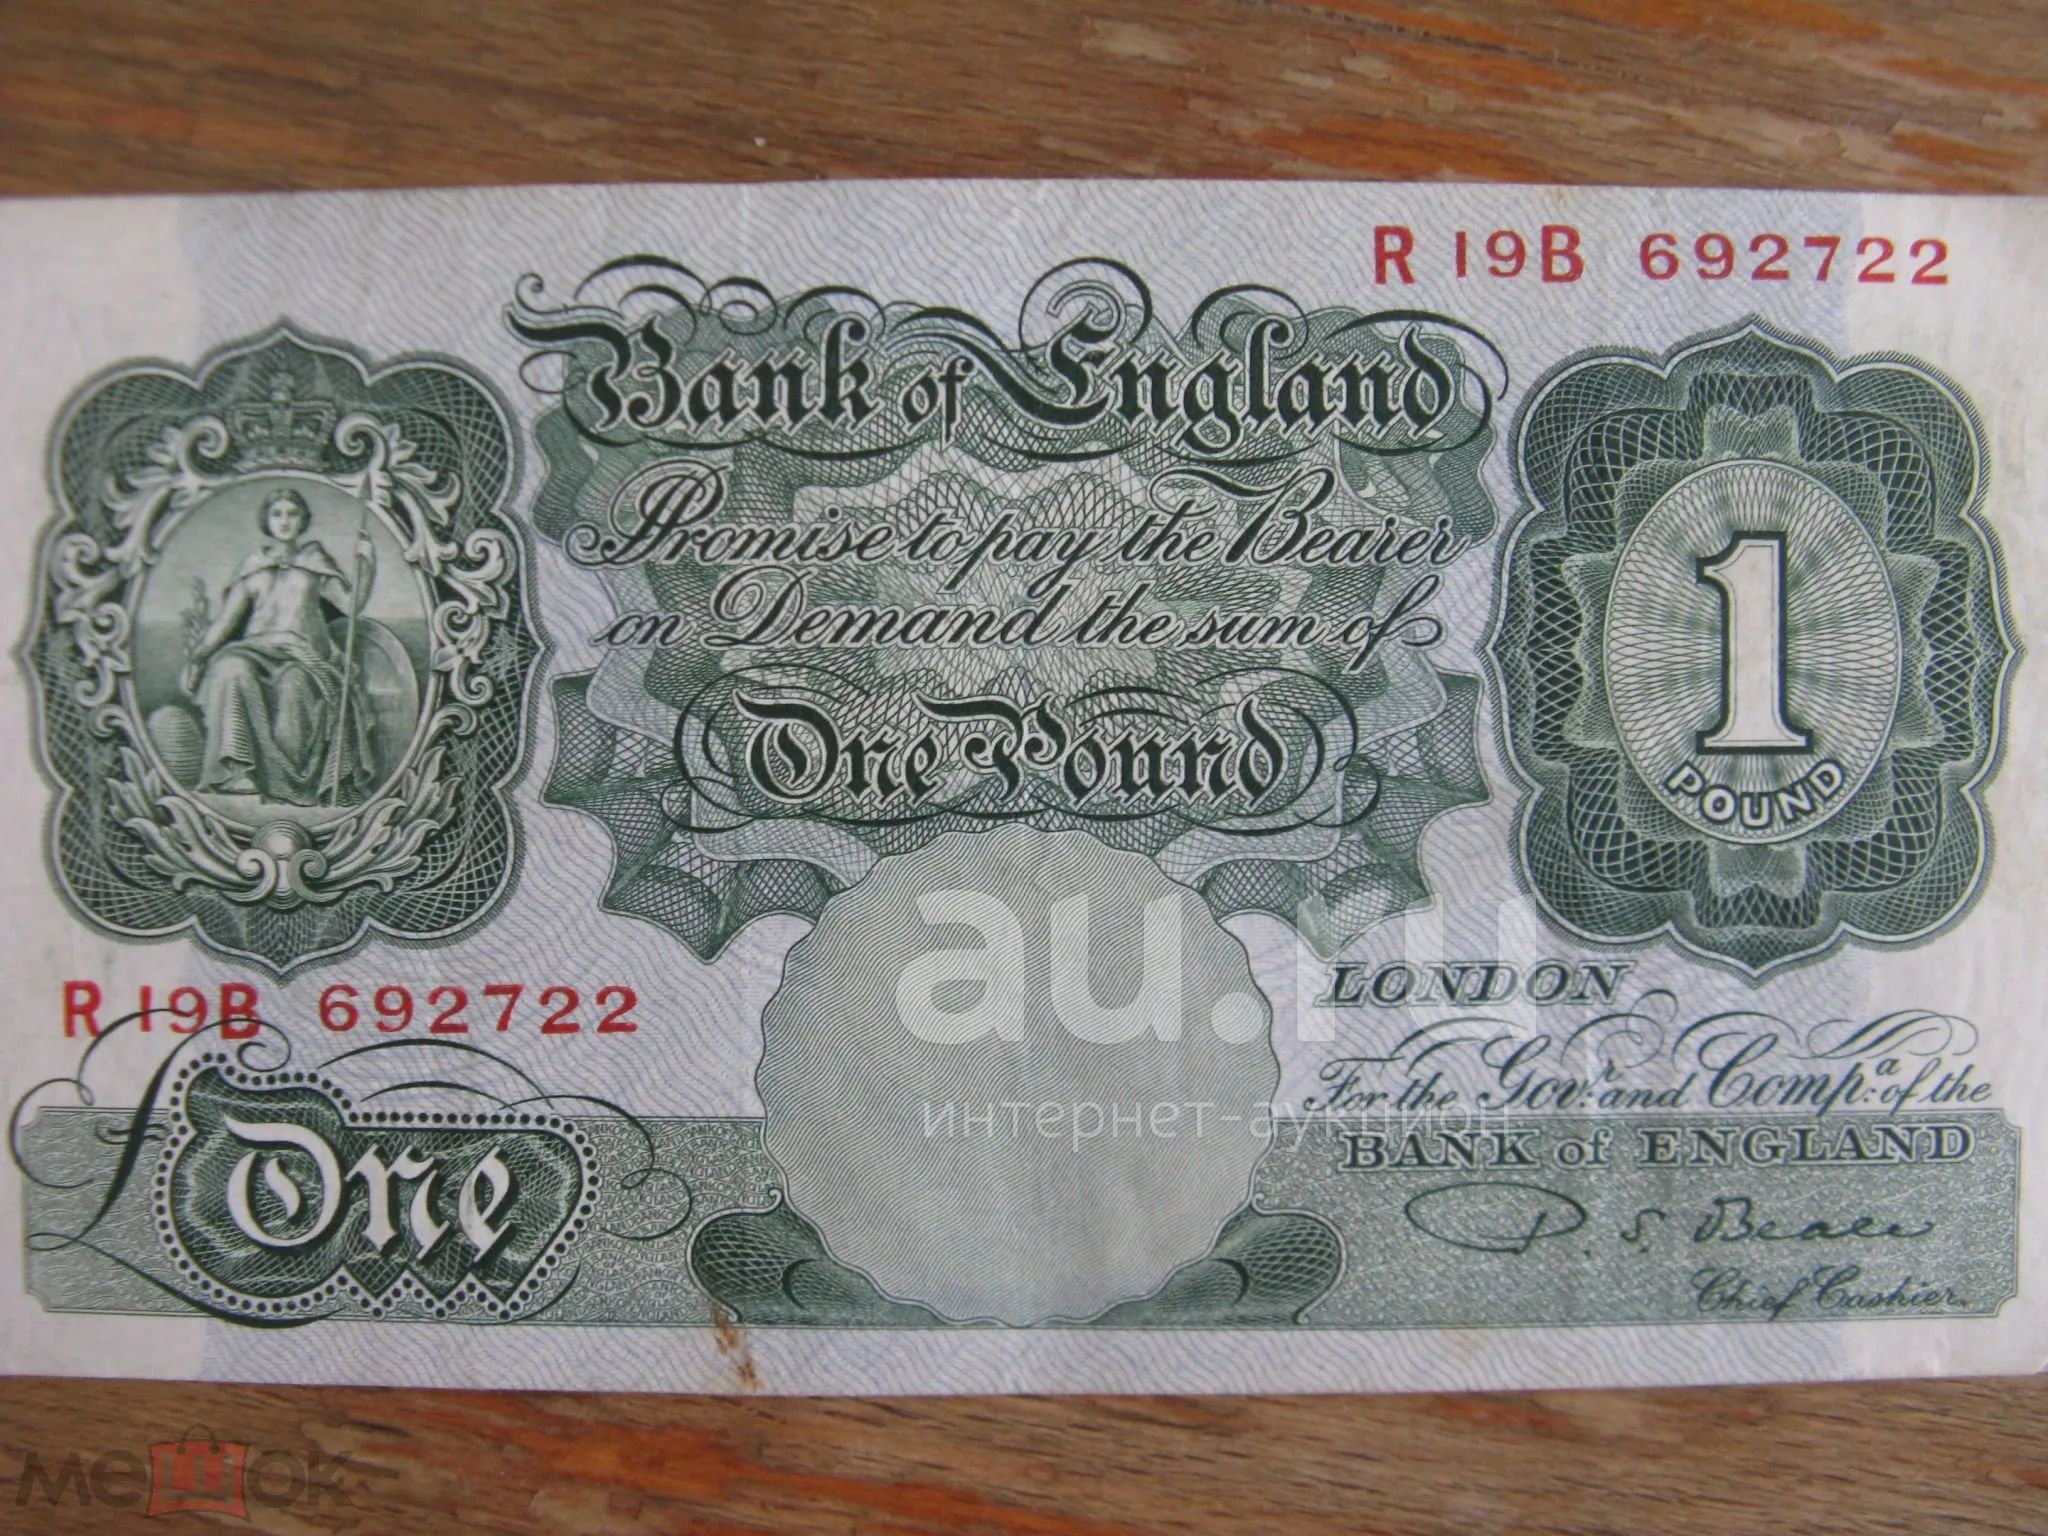 R 19B 692722
Bank of England
Promise to pay the Bearer
on Demand the sum of
One Pound
1
POUND
au.ru
интернет-аукцион
LONDON
R 19B 692722
For the Govr. and Compa. of the
BANK of ENGLAND
£ One
P. S. Beale
Chief Cashier.
мешок